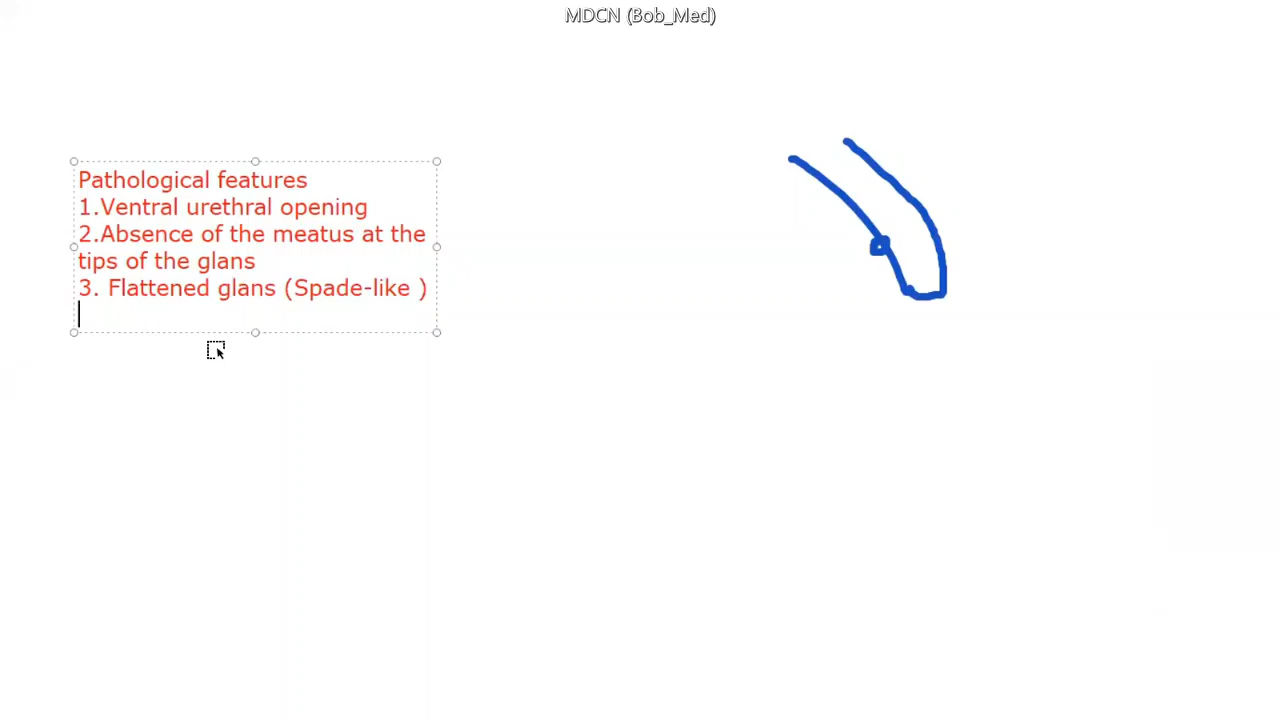 MDCN (Bob_Med)
Pathological features
1.Ventral urethral opening
2.Absence of the meatus at the
tips of the glans
3. Flattened glans (Spade-like )